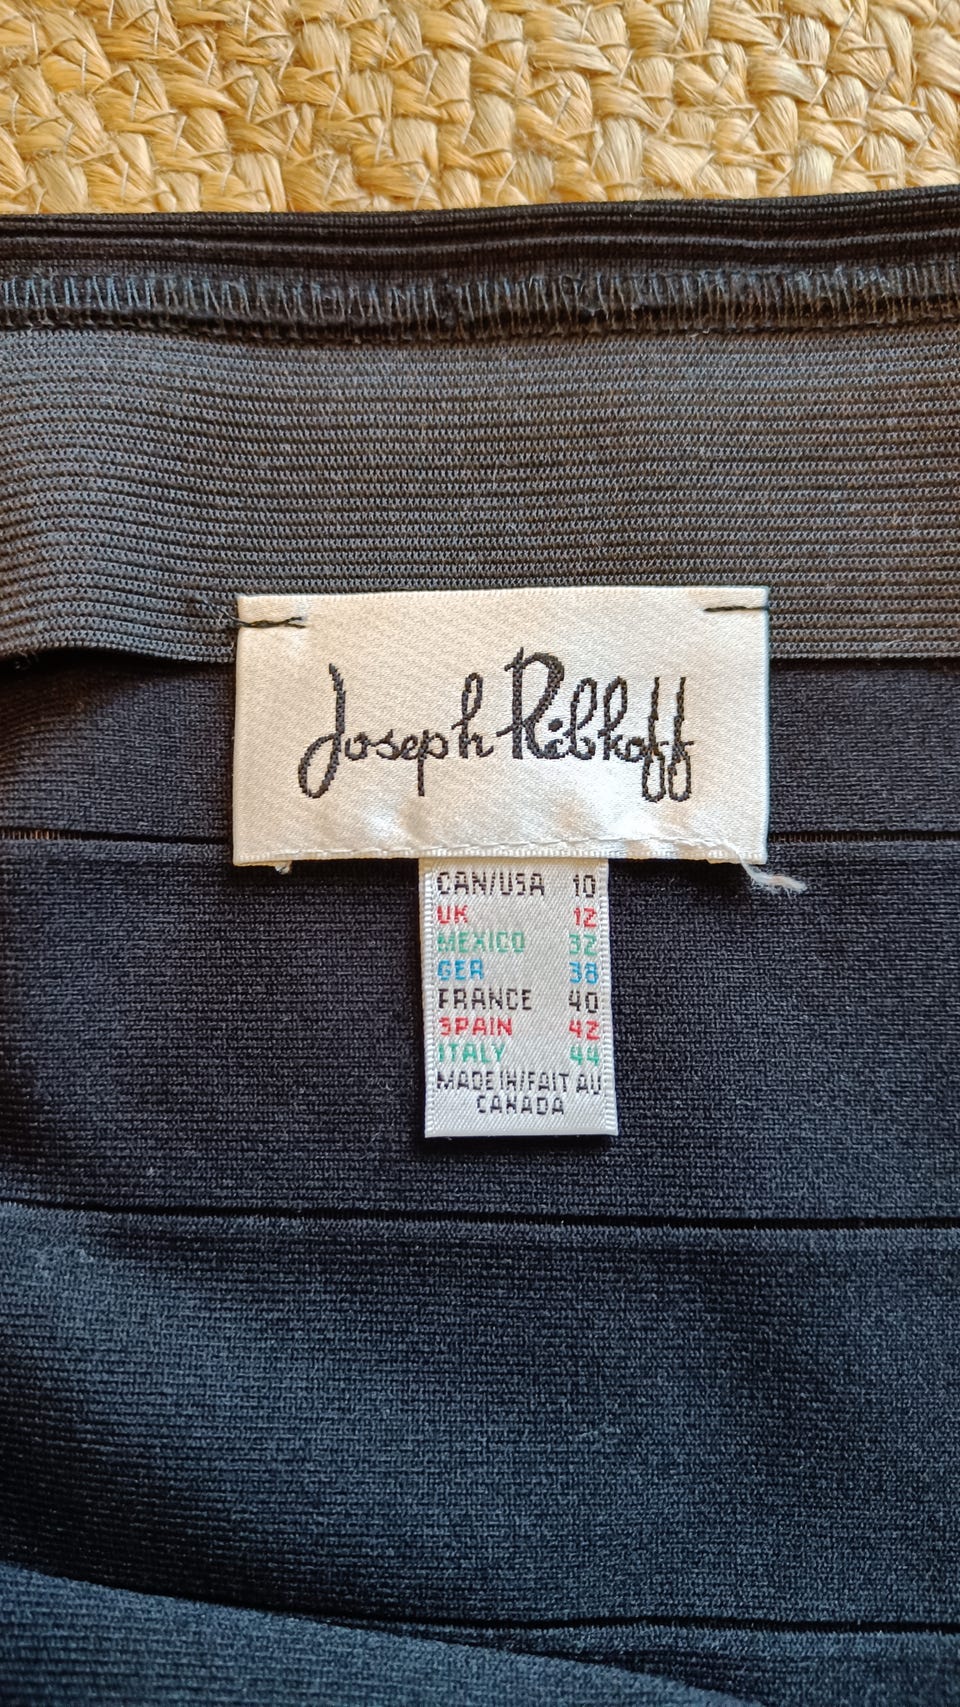 Joseph Ribkoff
CAN/USA 10
UK 12
MEXICO 32
GER 38
FRANCE 40
SPAIN 42
ITALY 44
MADE IN/FAIT AU
CANADA